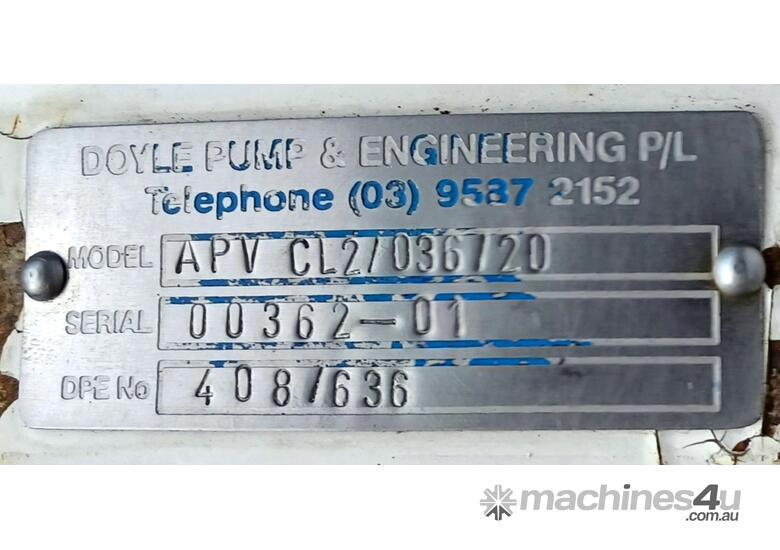 DOYLE PUMP & ENGINEERING P/L
Telephone (03) 9587 2152
MODEL APV CL2/036/20
SERIAL 00362-01
DPE No 408/636
machines4u
.com.au